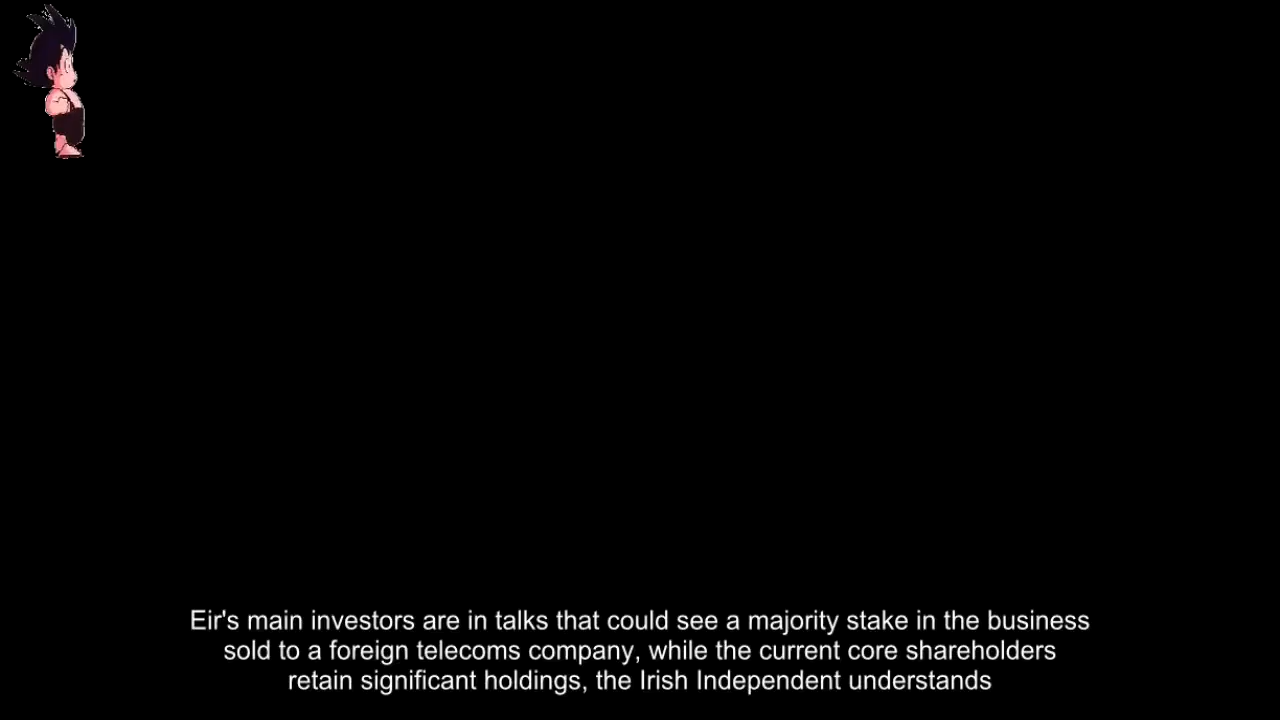 Eir's main investors are in talks that could see a majority stake in the business
sold to a foreign telecoms company, while the current core shareholders
retain significant holdings, the Irish Independent understands